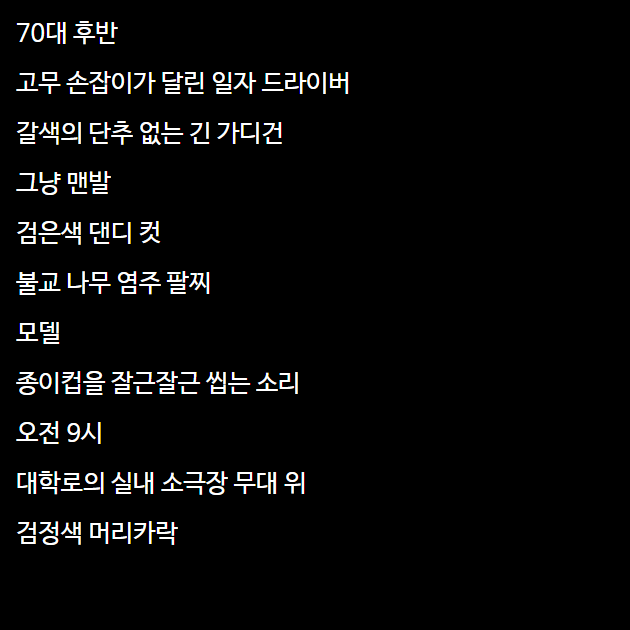 70대 후반
고무 손잡이가 달린 일자 드라이버
갈색의 단추 없는 긴 가디건
그냥 맨발
검은색 댄디 컷
불교 나무 염주 팔찌
모델
종이컵을 잘근잘근 씹는 소리
오전 9시
대학로의 실내 소극장 무대 위
검정색 머리카락